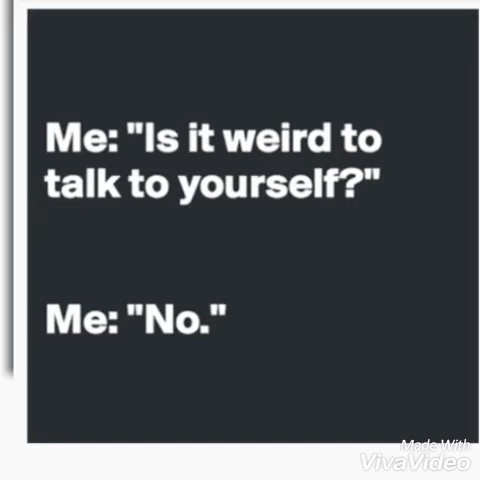 Me: "Is it weird to
talk to yourself?"
Me: "No."
Made With
VivaVideo